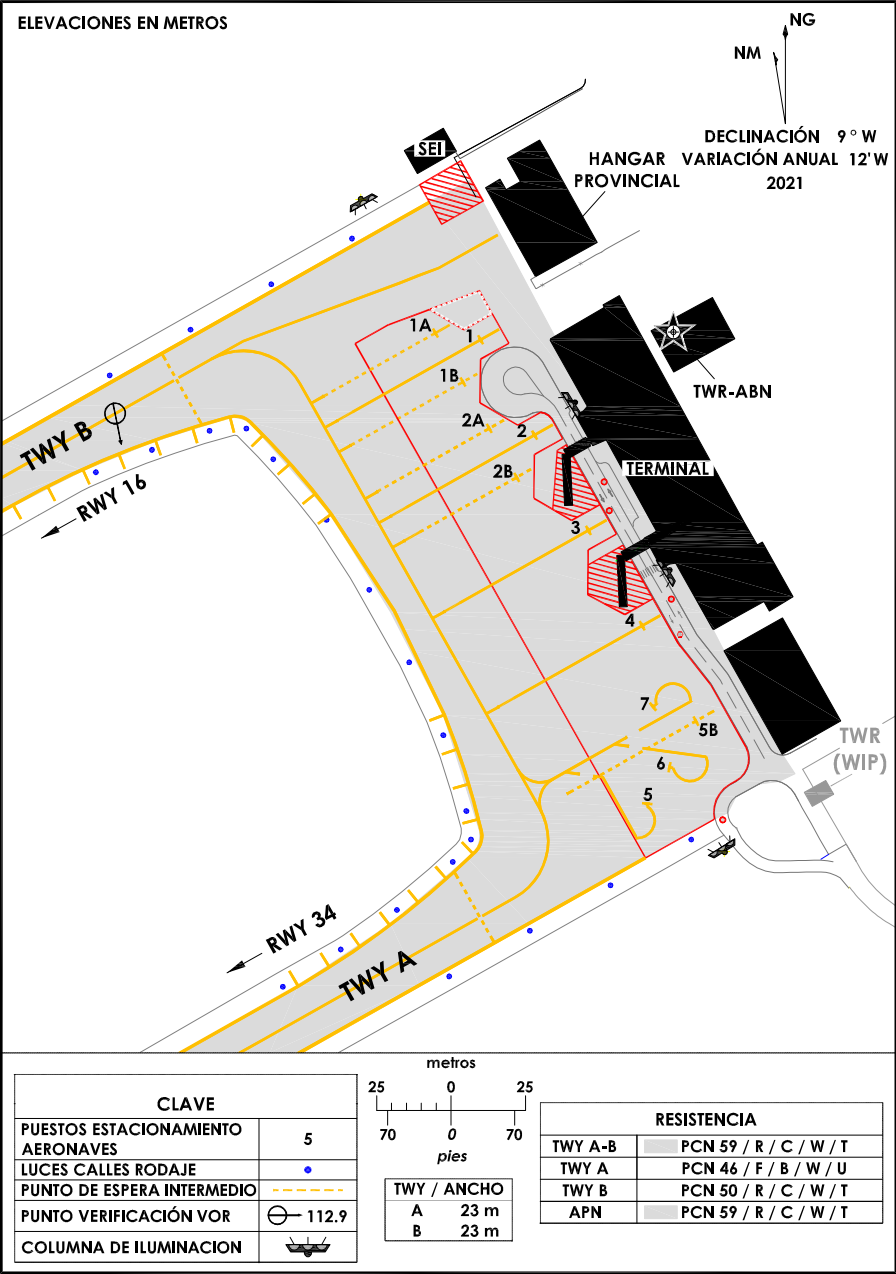 ELEVACIONES EN METROS
NG
NM
DECLINACIÓN 9° W
VARIACIÓN ANUAL 12' W
2021
SEI
HANGAR
PROVINCIAL
1A
1
1B
2A
2
2B
3
4
7
5B
6
5
TWR-ABN
TERMINAL
TWY B
RWY 16
TWR
(WIP)
RWY 34
TWY A
CLAVE
PUESTOS ESTACIONAMIENTO
AERONAVES
5
LUCES CALLES RODAJE
PUNTO DE ESPERA INTERMEDIO
PUNTO VERIFICACIÓN VOR 112.9
COLUMNA DE ILUMINACION
metros
25 0 25
70 0 70
pies
TWY / ANCHO
A 23 m
B 23 m
RESISTENCIA
TWY A-B PCN 59 / R / C / W / T
TWY A PCN 46 / F / B / W / U
TWY B PCN 50 / R / C / W / T
APN PCN 59 / R / C / W / T